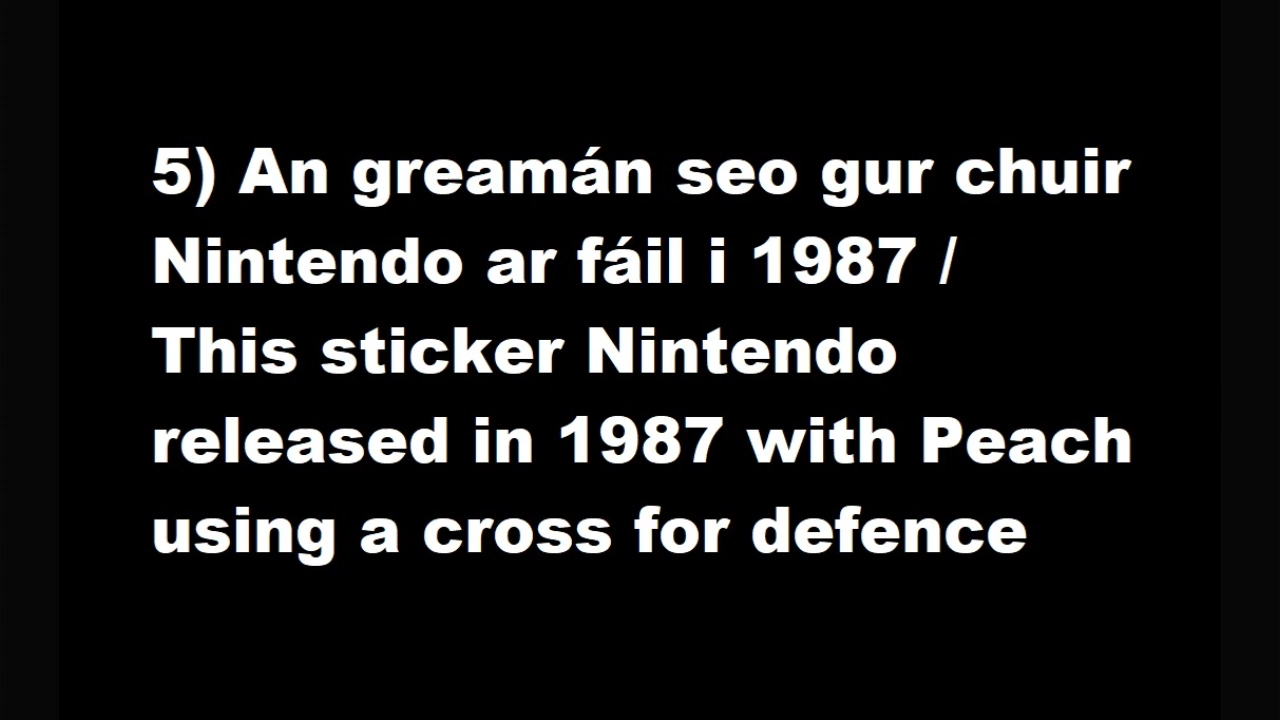 5) An greamán seo gur chuir
Nintendo ar fáil i 1987 /
This sticker Nintendo
released in 1987 with Peach
using a cross for defence